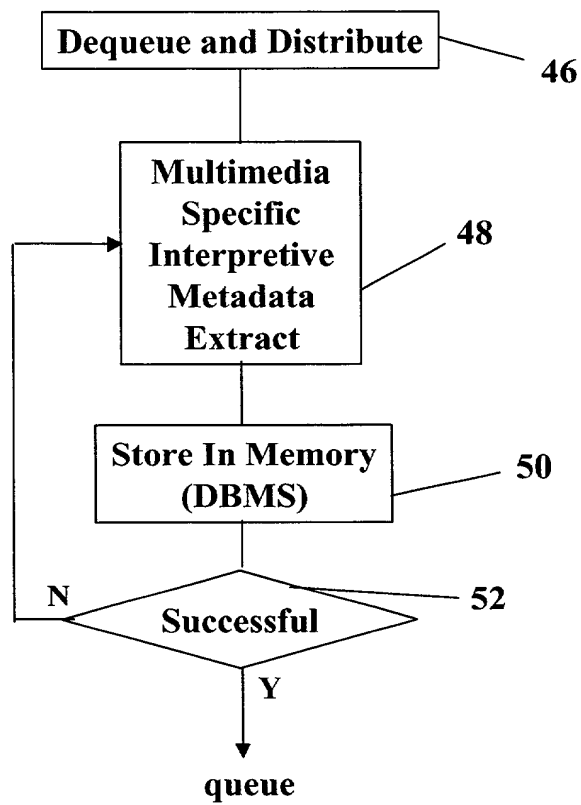 Dequeue and Distribute
46
Multimedia
Specific
Interpretive
Metadata
Extract
48
Store In Memory
(DBMS)
50
52
N
Successful
Y
queue